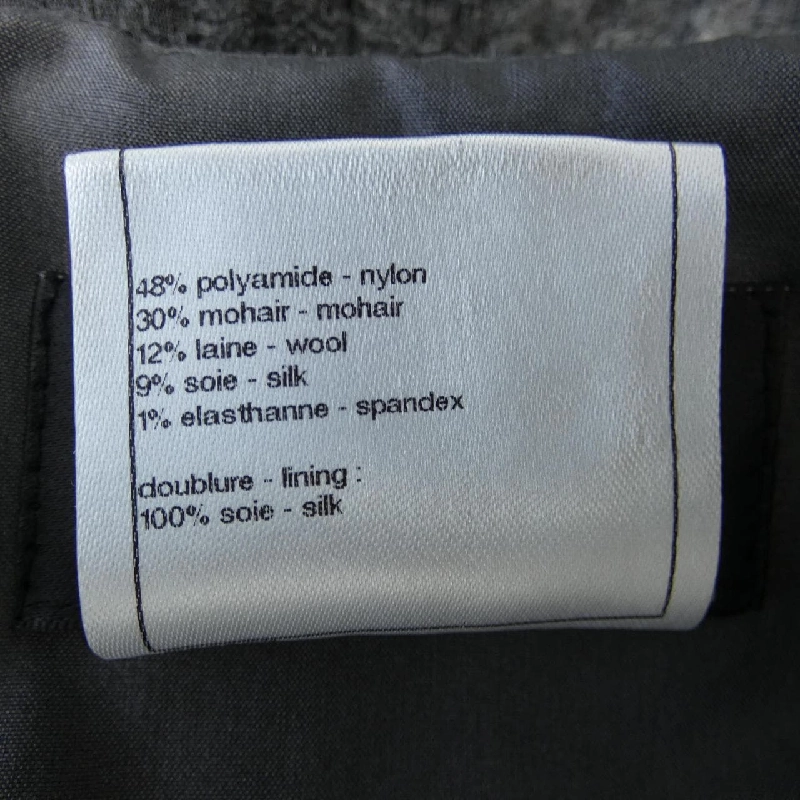 48% polyamide - nylon
30% mohair - mohair
12% laine - wool
9% soie - silk
1% elasthanne - spandex
doublure - lining :
100% soie - silk